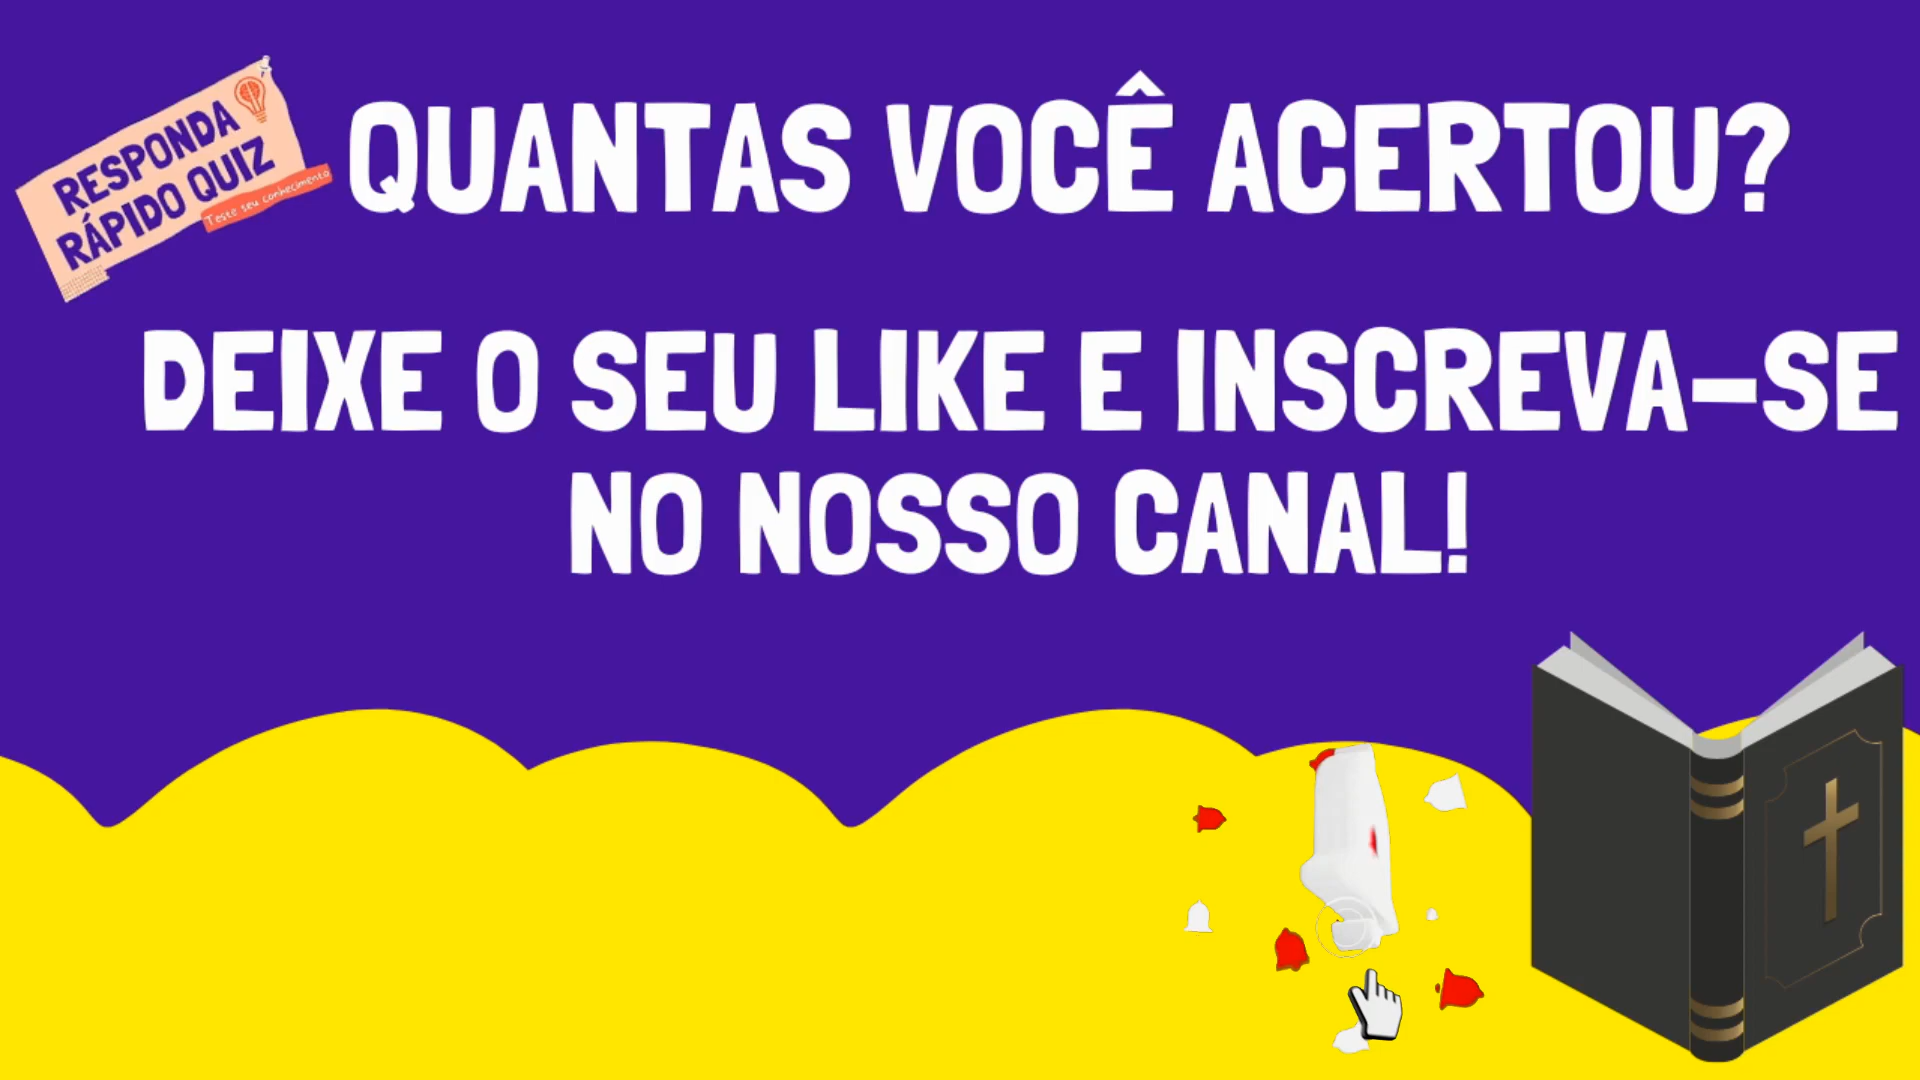 RESPONDA
RÁPIDO QUIZ
Teste seu conhecimento
QUANTAS VOCÊ ACERTOU?
DEIXE O SEU LIKE E INSCREVA-SE
NO NOSSO CANAL!